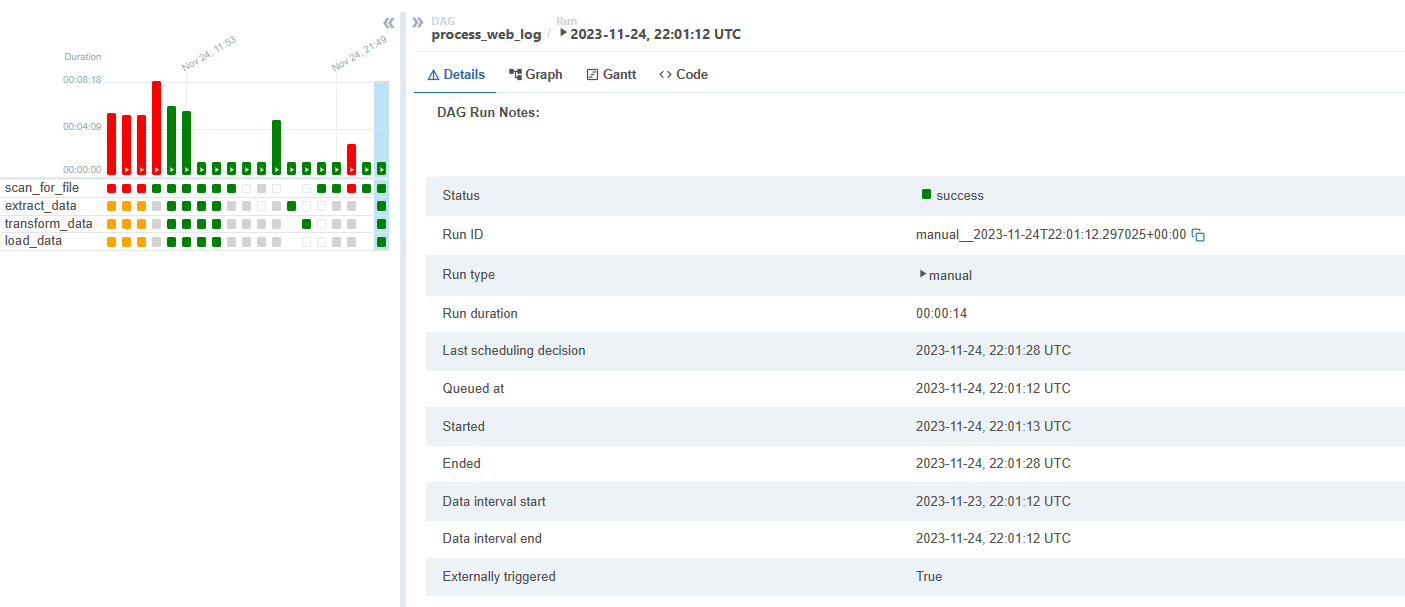 Nov 24, 11:53
Nov 24, 21:49
Duration
00:08:18
00:04:09
00:00:00
scan_for_file
extract_data
transform_data
load_data
DAG Run
process_web_log / 2023-11-24, 22:01:12 UTC
Details Graph Gantt Code
DAG Run Notes:
Status success
Run ID manual__2023-11-24T22:01:12.297025+00:00
Run type manual
Run duration 00:00:14
Last scheduling decision 2023-11-24, 22:01:28 UTC
Queued at 2023-11-24, 22:01:12 UTC
Started 2023-11-24, 22:01:13 UTC
Ended 2023-11-24, 22:01:28 UTC
Data interval start 2023-11-23, 22:01:12 UTC
Data interval end 2023-11-24, 22:01:12 UTC
Externally triggered True